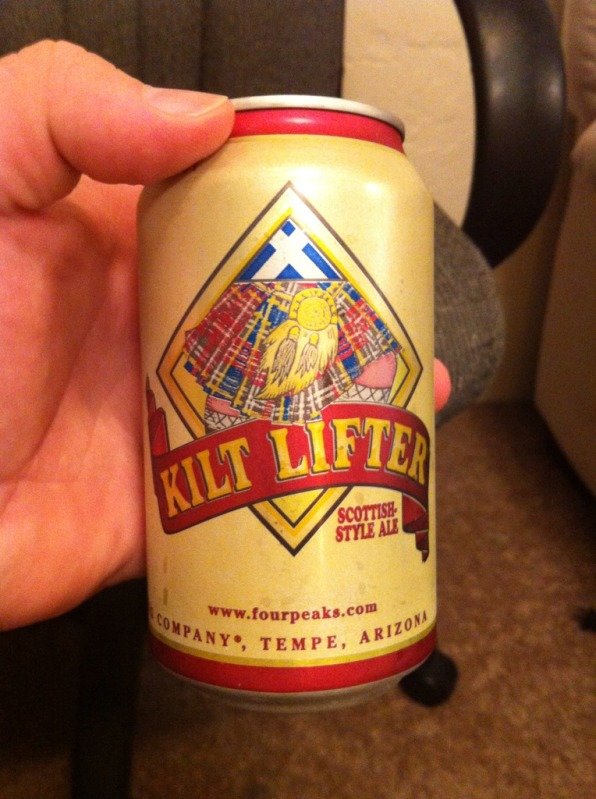 KILT LIFTER
SCOTTISH-
STYLE ALE
www.fourpeaks.com
COMPANY®, TEMPE, ARIZONA